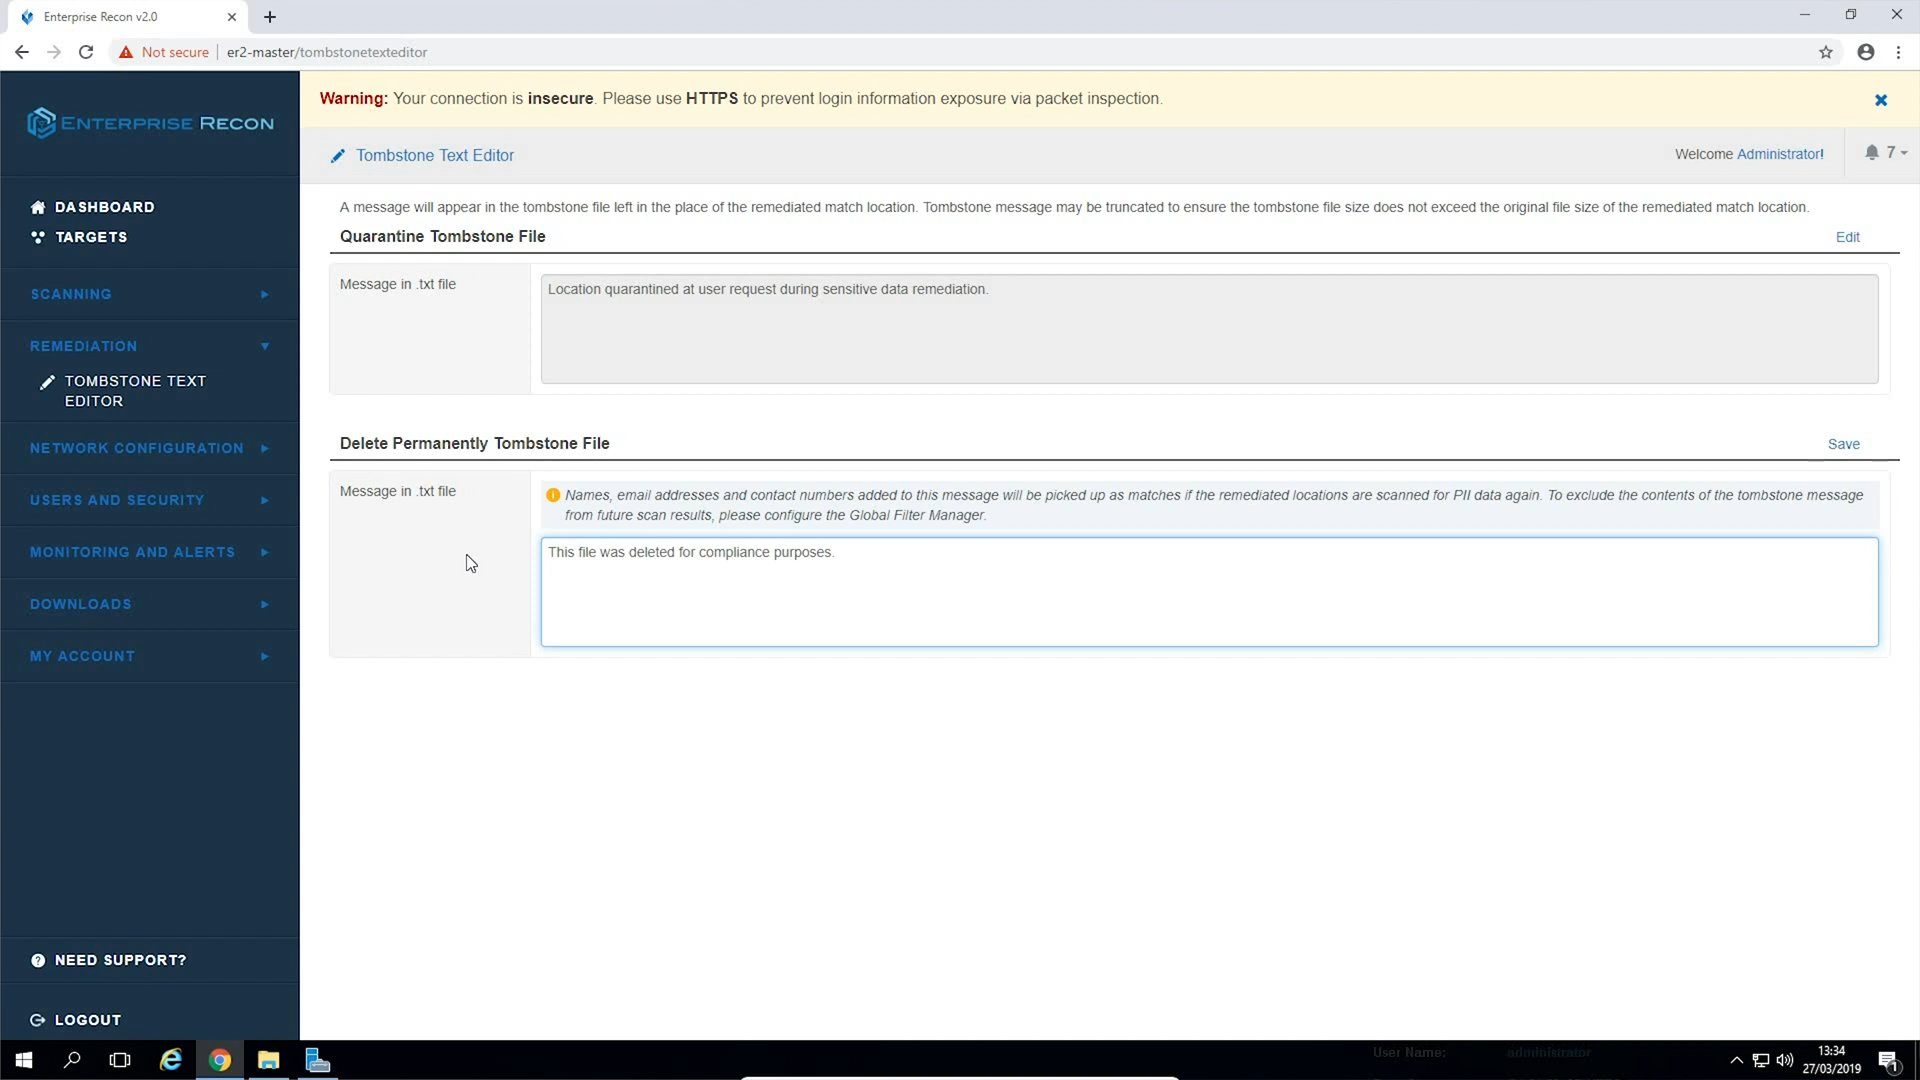 Enterprise Recon v2.0
Not secure
er2-master/tombstonetexteditor
ENTERPRISE RECON
Warning: Your connection is insecure. Please use HTTPS to prevent login information exposure via packet inspection.
Tombstone Text Editor
Welcome Administrator!
7
DASHBOARD
TARGETS
SCANNING
REMEDIATION
TOMBSTONE TEXT
EDITOR
NETWORK CONFIGURATION
USERS AND SECURITY
MONITORING AND ALERTS
DOWNLOADS
MY ACCOUNT
NEED SUPPORT?
LOGOUT
A message will appear in the tombstone file left in the place of the remediated match location. Tombstone message may be truncated to ensure the tombstone file size does not exceed the original file size of the remediated match location.
Quarantine Tombstone File
Edit
Message in .txt file
Location quarantined at user request during sensitive data remediation.
Delete Permanently Tombstone File
Save
Message in .txt file
Names, email addresses and contact numbers added to this message will be picked up as matches if the remediated locations are scanned for PII data again. To exclude the contents of the tombstone message
from future scan results, please configure the Global Filter Manager.
This file was deleted for compliance purposes.
User Name: administrator
13:34
27/03/2019
1